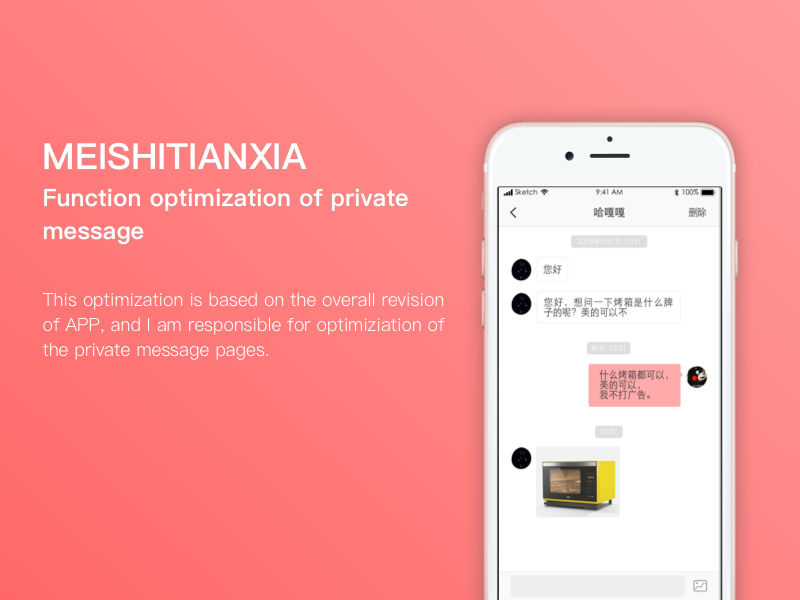 MEISHITIANXIA
Function optimization of private
message
This optimization is based on the overall revision
of APP, and I am responsible for optimiziation of
the private message pages.
Sketch
9:41 AM
100%
哈嘎嘎
删除
您好
您好，想问一下烤箱是什么牌
子的呢？美的可以不
什么烤箱都可以，
美的可以，
我不打广告。